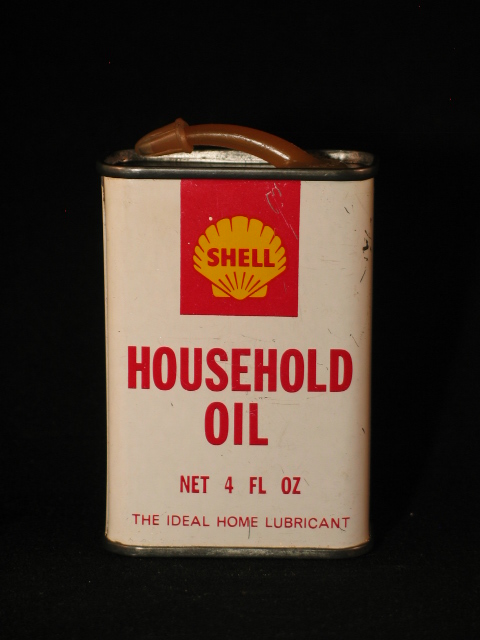 SHELL
HOUSEHOLD
OIL
NET 4 FL OZ
THE IDEAL HOME LUBRICANT